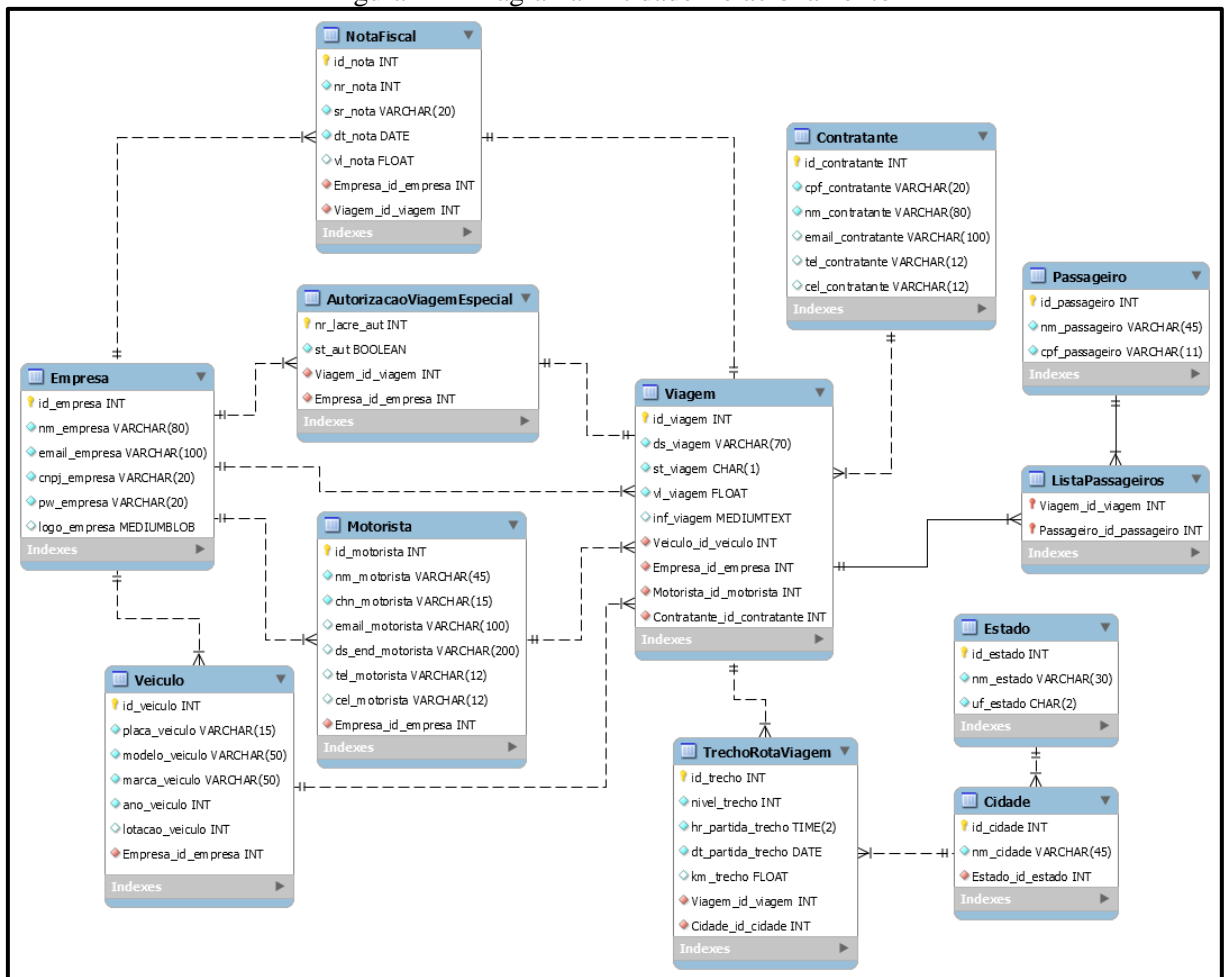 NotaFiscal
id_nota INT
nr_nota INT
sr_nota VARCHAR(20)
dt_nota DATE
vl_nota FLOAT
Empresa_id_empresa INT
Viagem_id_viagem INT
Indexes
Contratante
id_contratante INT
cpf_contratante VARCHAR(20)
nm_contratante VARCHAR(80)
email_contratante VARCHAR(100)
tel_contratante VARCHAR(12)
cel_contratante VARCHAR(12)
Indexes
Passageiro
id_passageiro INT
nm_passageiro VARCHAR(45)
cpf_passageiro VARCHAR(11)
Indexes
AutorizacaoViagemEspecial
nr_lacre_aut INT
st_aut BOOLEAN
Viagem_id_viagem INT
Empresa_id_empresa INT
Indexes
Empresa
id_empresa INT
nm_empresa VARCHAR(80)
email_empresa VARCHAR(100)
cnpj_empresa VARCHAR(20)
pw_empresa VARCHAR(20)
logo_empresa MEDIUMBLOB
Indexes
Viagem
id_viagem INT
ds_viagem VARCHAR(70)
st_viagem CHAR(1)
vl_viagem FLOAT
inf_viagem MEDIUMTEXT
Veiculo_id_veiculo INT
Empresa_id_empresa INT
Motorista_id_motorista INT
Contratante_id_contratante INT
Indexes
ListaPassageiros
Viagem_id_viagem INT
Passageiro_id_passageiro INT
Indexes
Motorista
id_motorista INT
nm_motorista VARCHAR(45)
chn_motorista VARCHAR(15)
email_motorista VARCHAR(100)
ds_end_motorista VARCHAR(200)
tel_motorista VARCHAR(12)
cel_motorista VARCHAR(12)
Empresa_id_empresa INT
Indexes
Estado
id_estado INT
nm_estado VARCHAR(30)
uf_estado CHAR(2)
Indexes
Veiculo
id_veiculo INT
placa_veiculo VARCHAR(15)
modelo_veiculo VARCHAR(50)
marca_veiculo VARCHAR(50)
ano_veiculo INT
lotacao_veiculo INT
Empresa_id_empresa INT
Indexes
TrechoRotaViagem
id_trecho INT
nivel_trecho INT
hr_partida_trecho TIME(2)
dt_partida_trecho DATE
km_trecho FLOAT
Viagem_id_viagem INT
Cidade_id_cidade INT
Indexes
Cidade
id_cidade INT
nm_cidade VARCHAR(45)
Estado_id_estado INT
Indexes